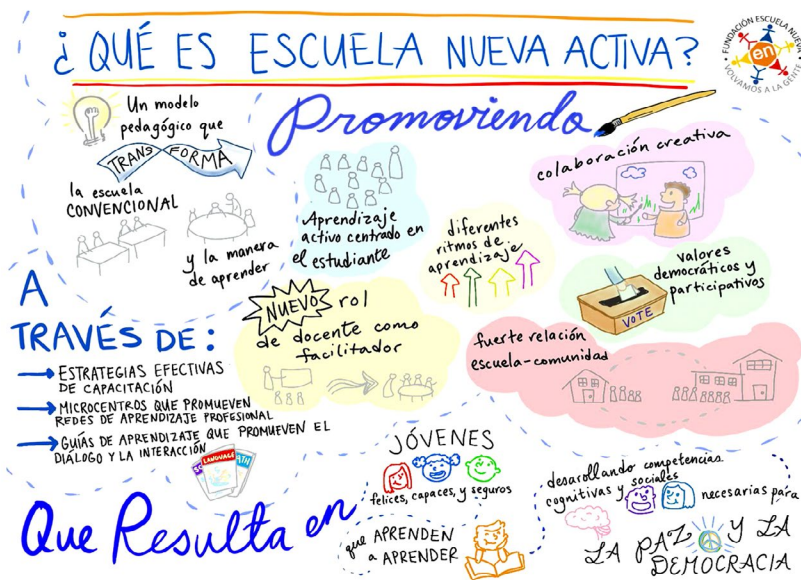 ¿QUÉ ES ESCUELA NUEVA ACTIVA?
FUNDACIÓN ESCUELA NUEVA
en
VOLVAMOS A LA GENTE
Un modelo
pedagógico que
TRANSFORMA
la escuela
CONVENCIONAL
y la manera
de aprender
Promoviendo
Aprendizaje
activo centrado en
el estudiante
diferentes
ritmos de
aprendizaje
colaboración creativa
valores
democráticos y
participativos
VOTE
NUEVO rol
de docente como
facilitador
fuerte relación
escuela-comunidad
A
TRAVÉS DE:
ESTRATEGIAS EFECTIVAS
DE CAPACITACIÓN
MICROCENTROS QUE PROMUEVEN
REDES DE APRENDIZAJE PROFESIONAL
GUÍAS DE APRENDIZAJE QUE PROMUEVEN EL
DIÁLOGO Y LA INTERACCIÓN
LANGUAGE
Que Resulta en
JÓVENES
felices, capaces, y seguros
que APRENDEN
a APRENDER
desarollando competencias
cognitivas y sociales
necesarias para
LA PAZ Y LA
DEMOCRACIA